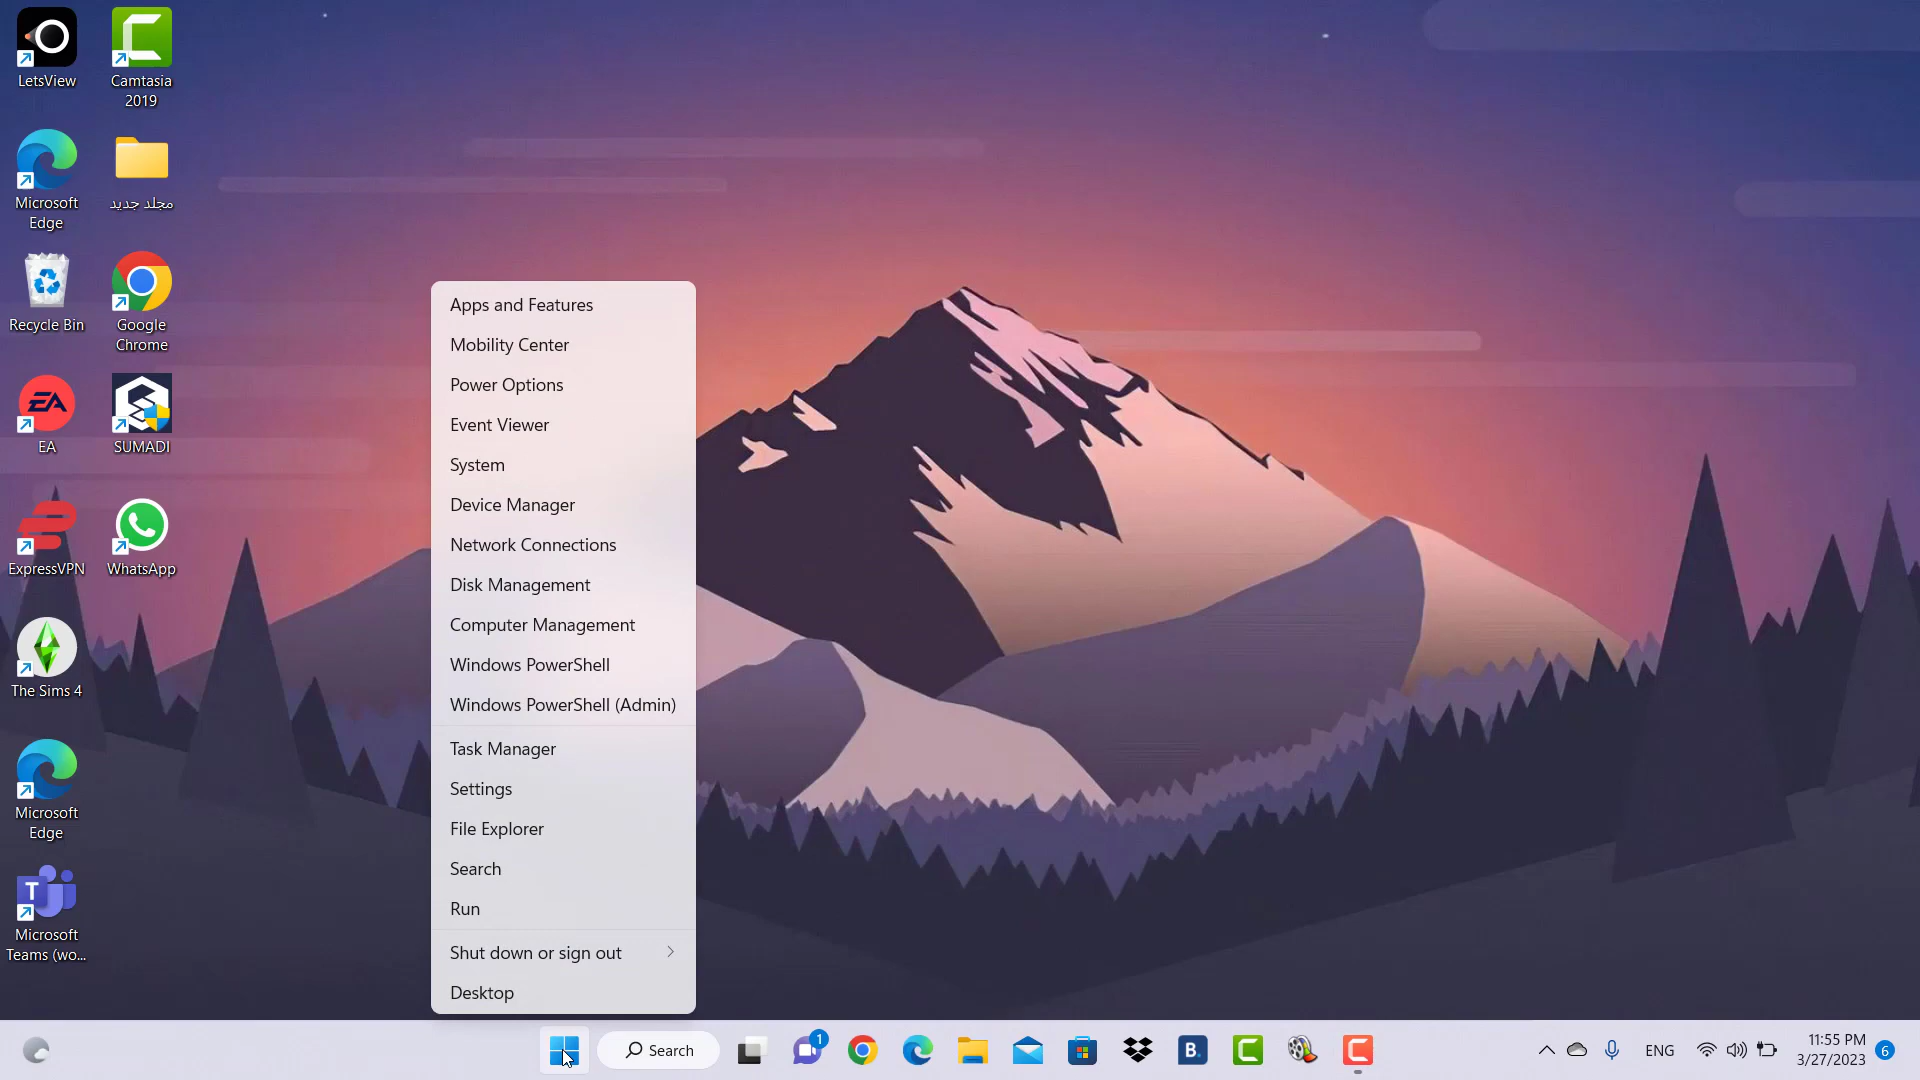 LetsView
Camtasia
2019
Microsoft
Edge
مجلد جديد
Recycle Bin
Google
Chrome
EA
EA
SUMADI
ExpressVPN
WhatsApp
The Sims 4
Microsoft
Edge
T
Microsoft
Teams (wo...
Apps and Features
Mobility Center
Power Options
Event Viewer
System
Device Manager
Network Connections
Disk Management
Computer Management
Windows PowerShell
Windows PowerShell (Admin)
Task Manager
Settings
File Explorer
Search
Run
Shut down or sign out
Desktop
Search
1
B.
ENG
11:55 PM
3/27/2023
6